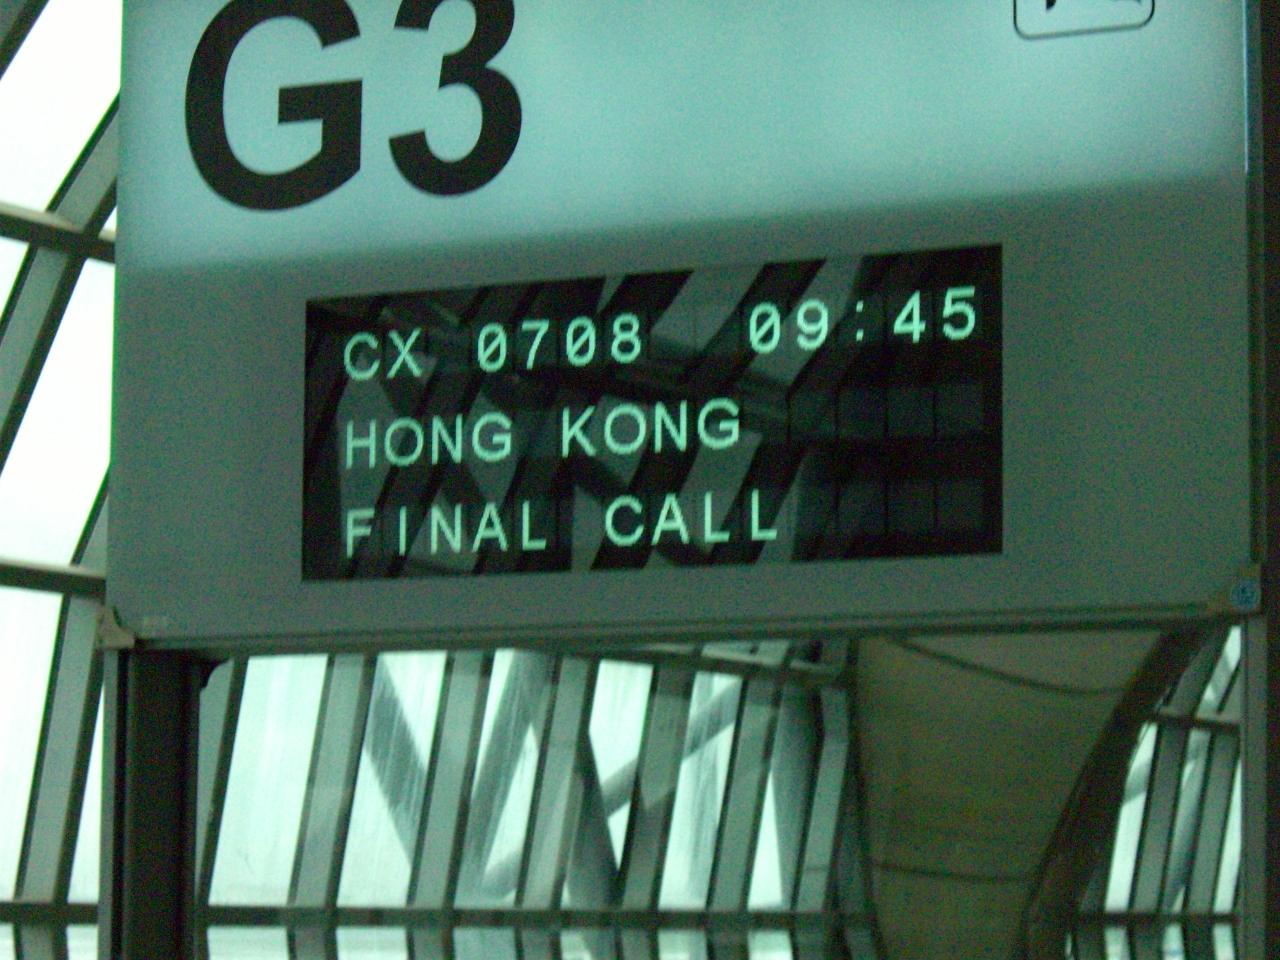 G3
CX 0708 09:45
HONG KONG
FINAL CALL